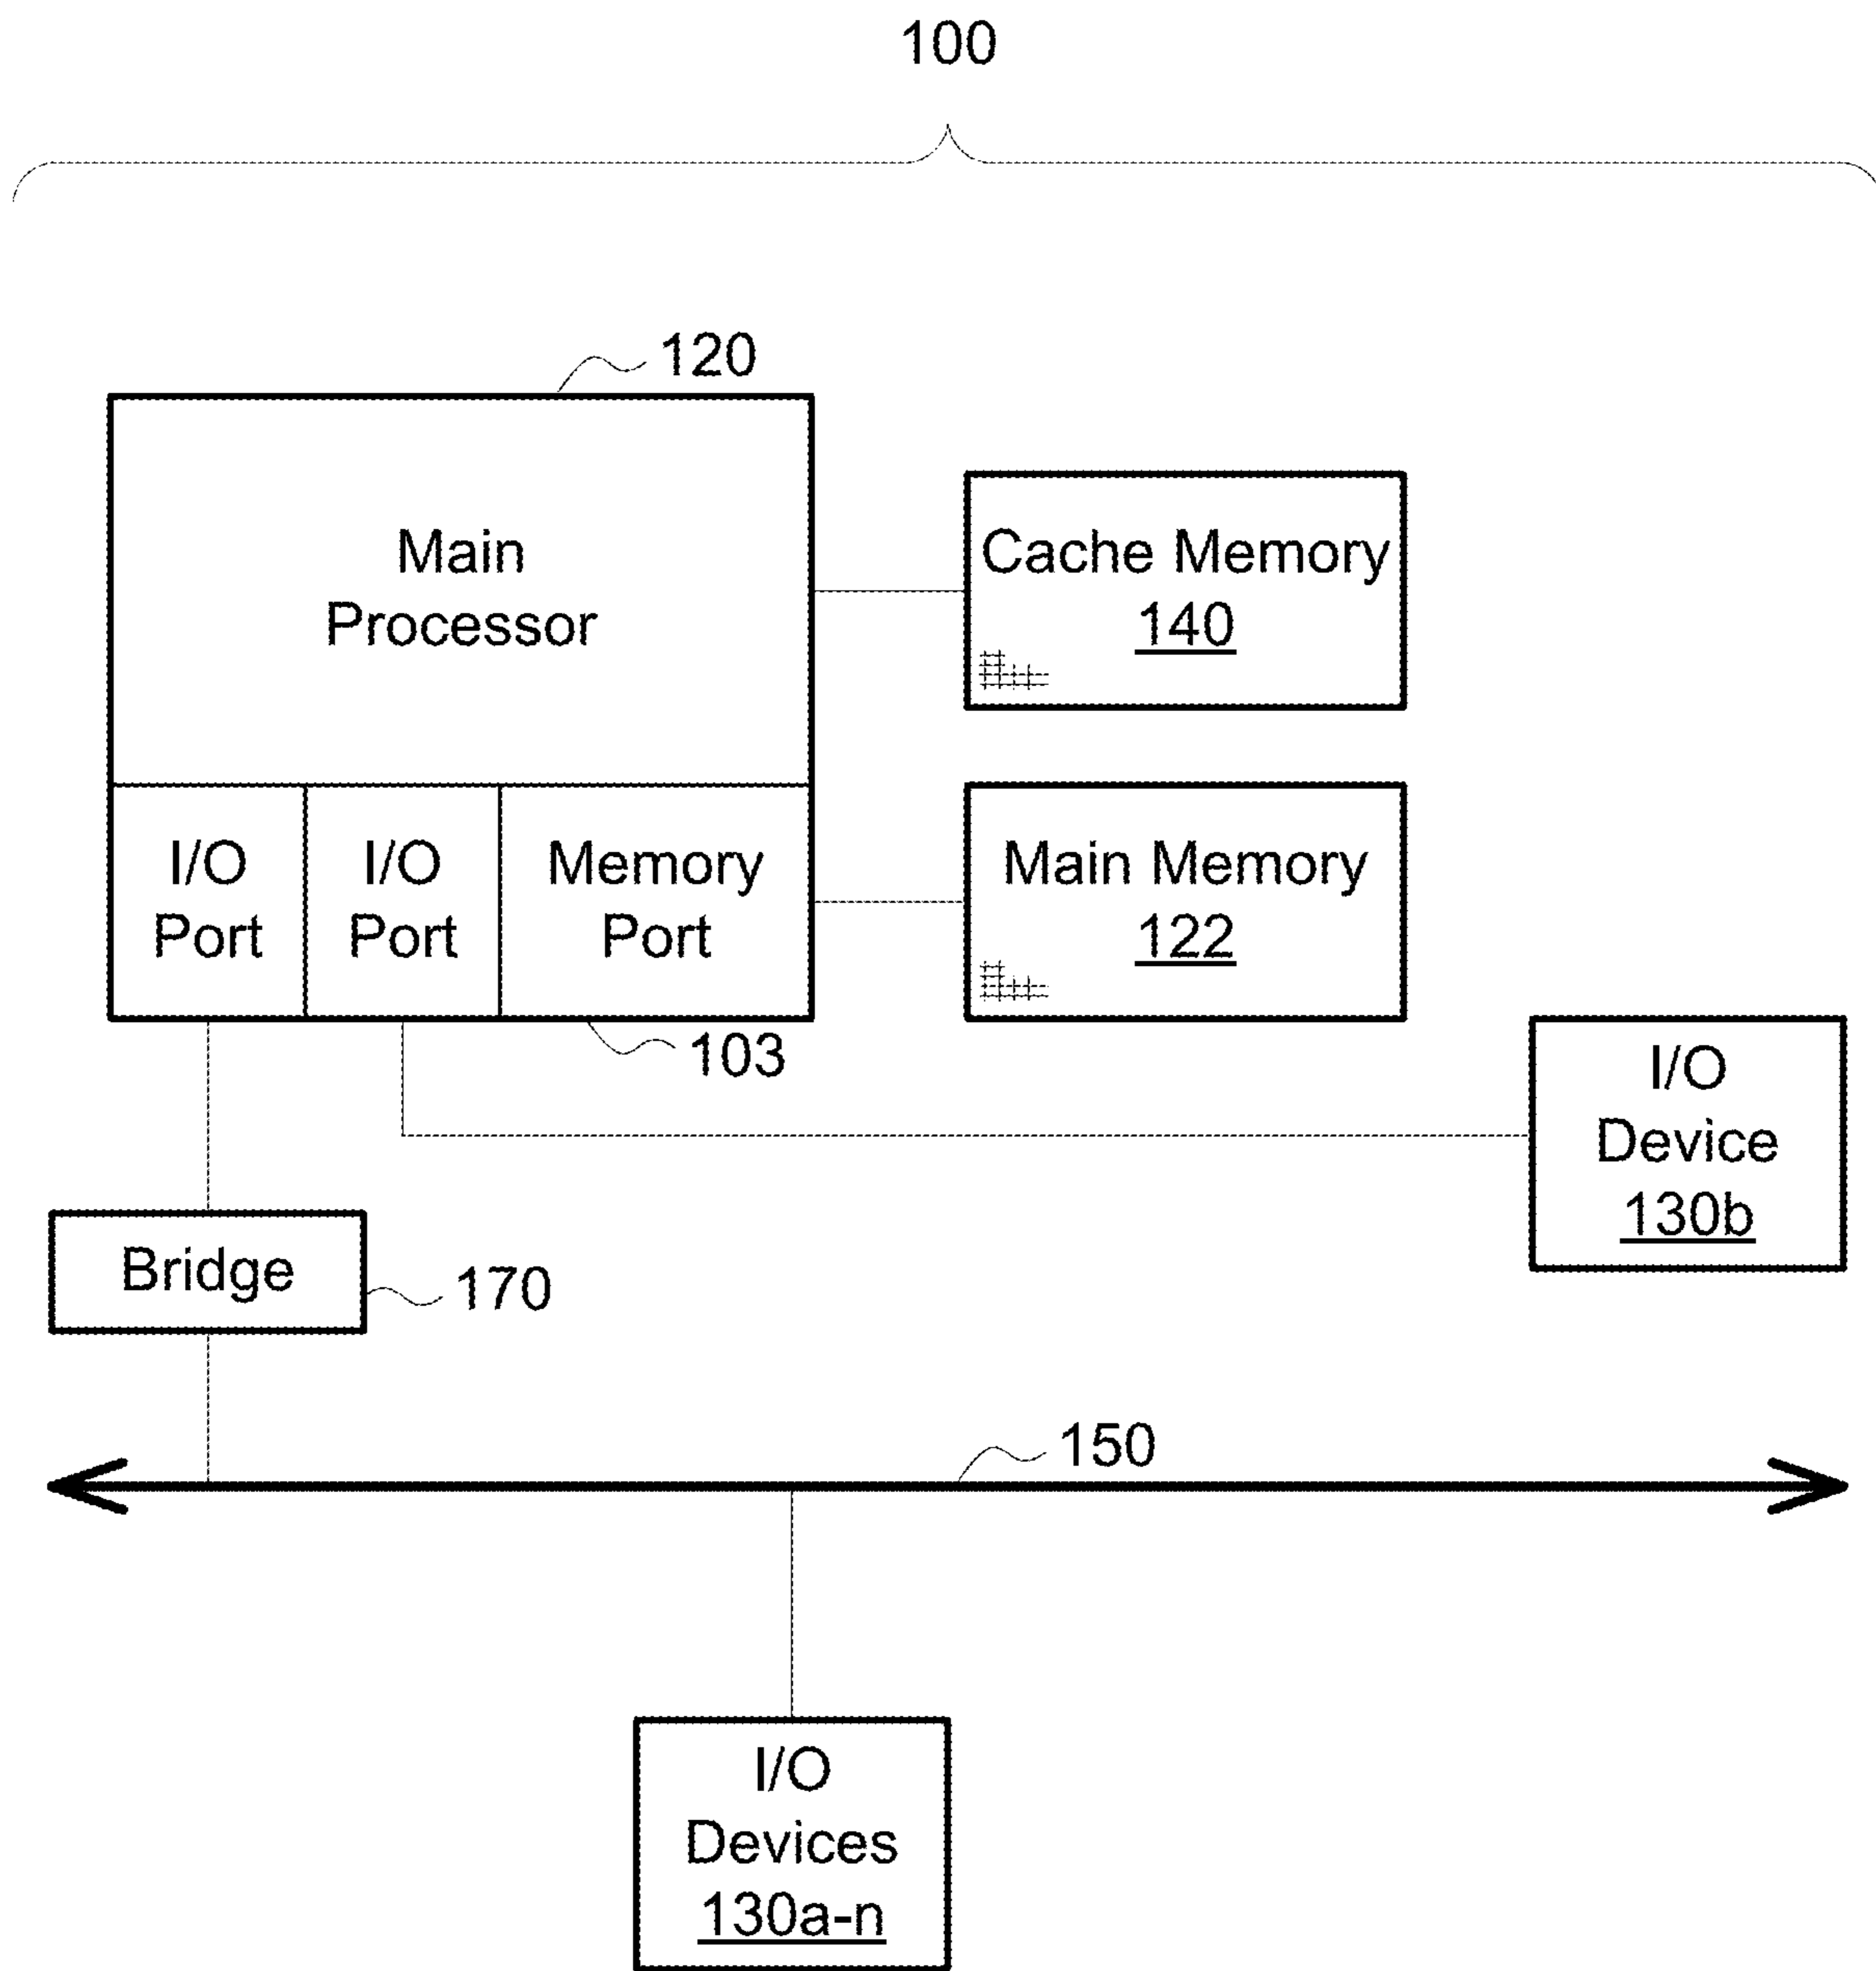 100
120
Main
Processor
Cache Memory
140
I/O
Port
I/O
Port
Memory
Port
Main Memory
122
103
I/O
Device
130b
Bridge
170
150
I/O
Devices
130a-n